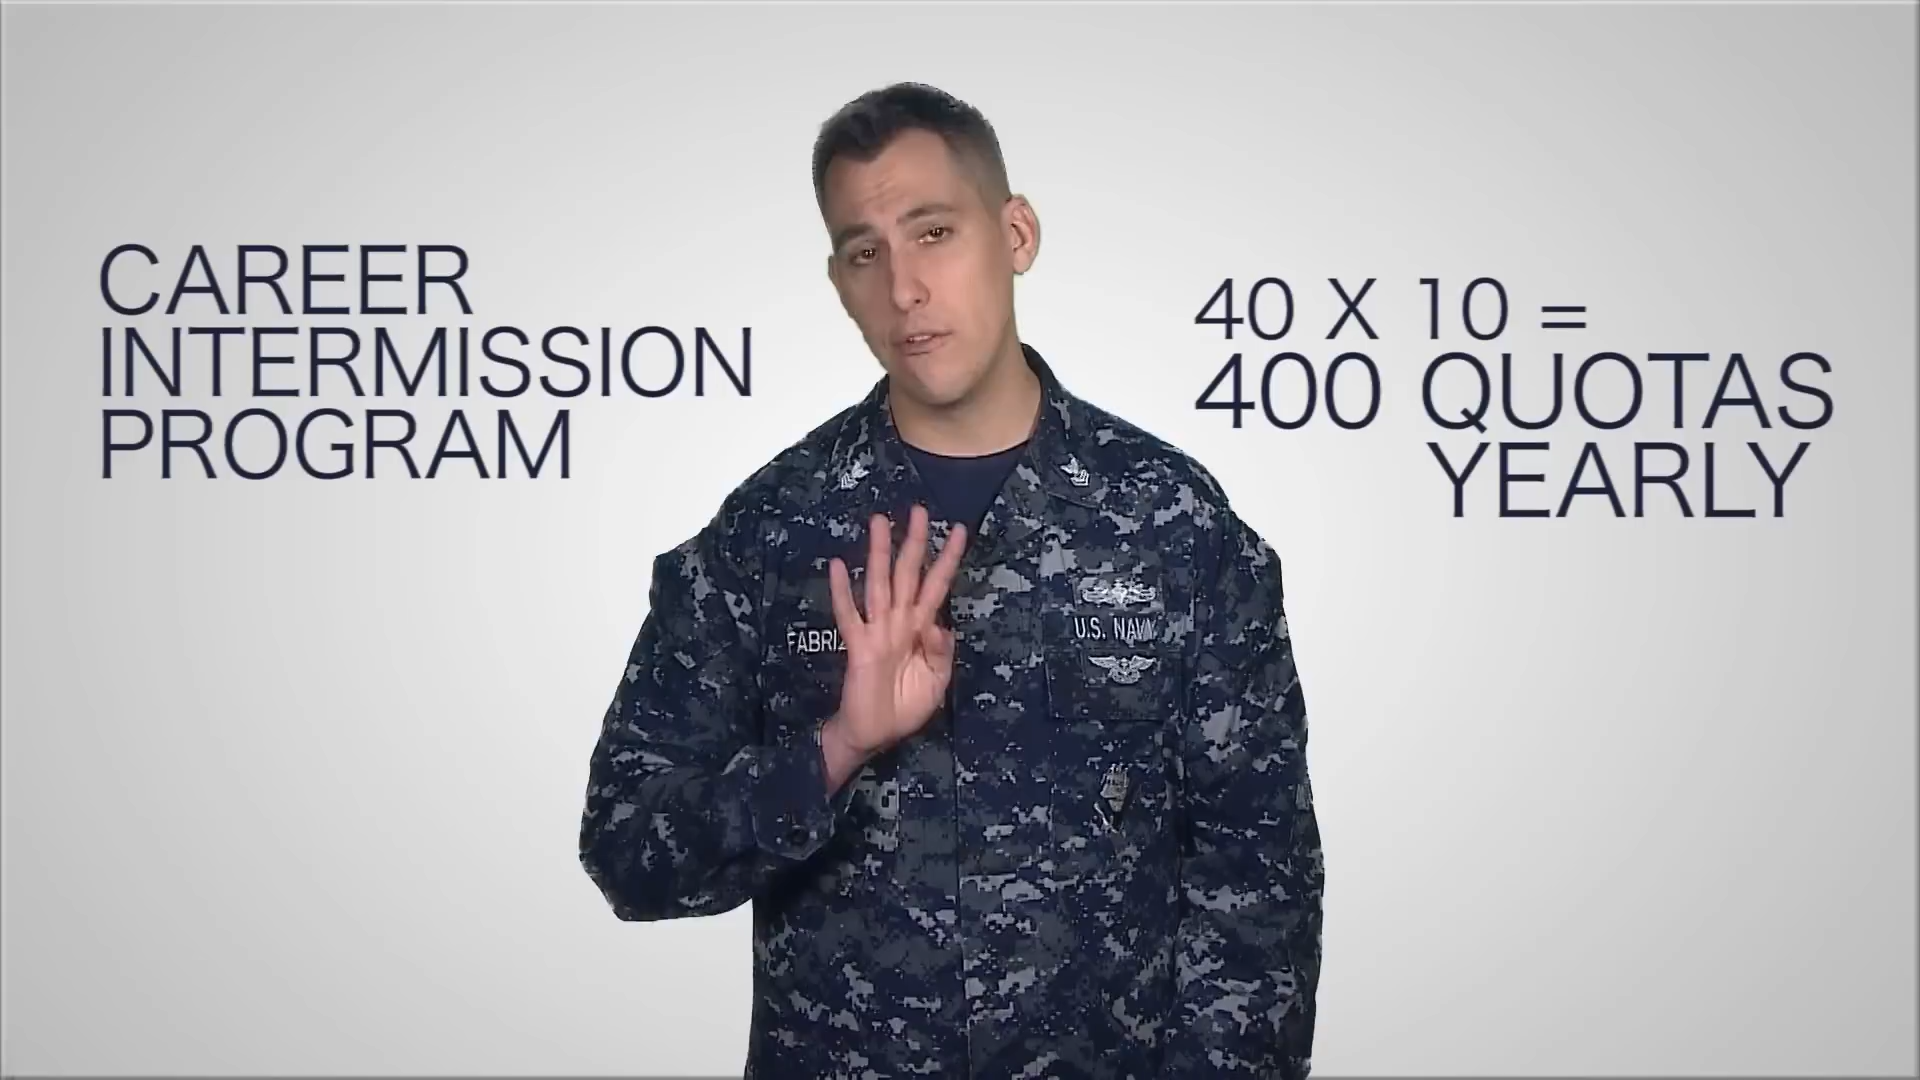 CAREER
INTERMISSION
PROGRAM
40 X 10 =
400 QUOTAS
YEARLY
U.S. NAVY